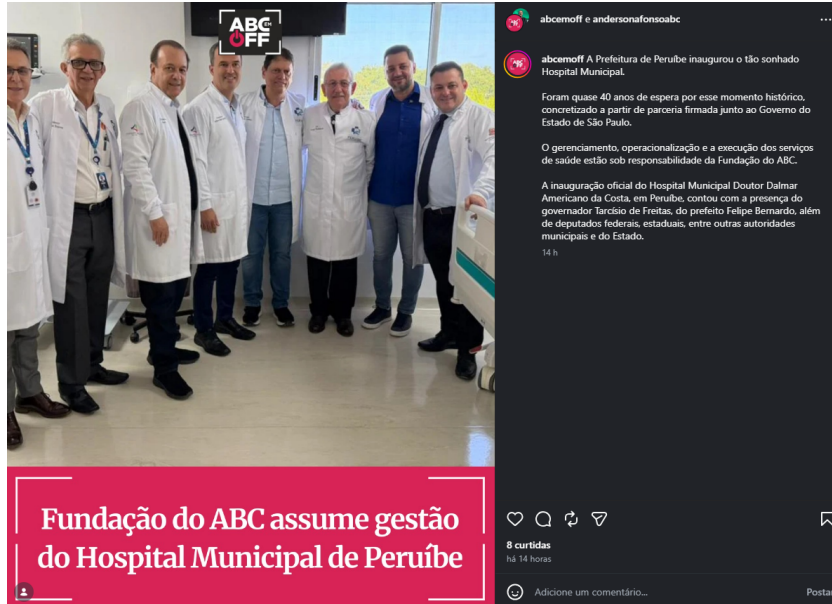 ABC
EM
OFF
Fundação do ABC assume gestão
do Hospital Municipal de Peruíbe
abcemoff e andersonafonsoabc
abcemoff A Prefeitura de Peruíbe inaugurou o tão sonhado
Hospital Municipal.
Foram quase 40 anos de espera por esse momento histórico,
concretizado a partir de parceria firmada junto ao Governo do
Estado de São Paulo.
O gerenciamento, operacionalização e a execução dos serviços
de saúde estão sob responsabilidade da Fundação do ABC.
A inauguração oficial do Hospital Municipal Doutor Dalmar
Americano da Costa, em Peruíbe, contou com a presença do
governador Tarcísio de Freitas, do prefeito Felipe Bernardo, além
de deputados federais, estaduais, entre outras autoridades
municipais e do Estado.
14 h
8 curtidas
há 14 horas
Adicione um comentário...
Postar